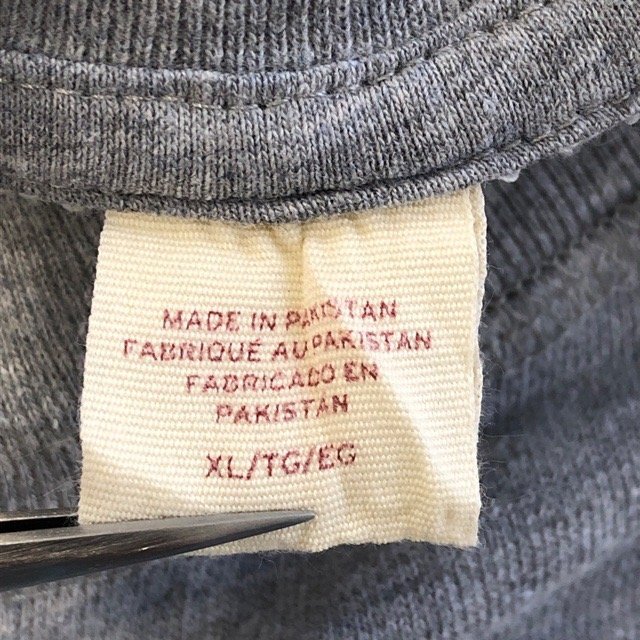 MADE IN PAKISTAN
FABRIQUÉ AU PAKISTAN
FABRICADO EN
PAKISTAN
XL/TG/EG